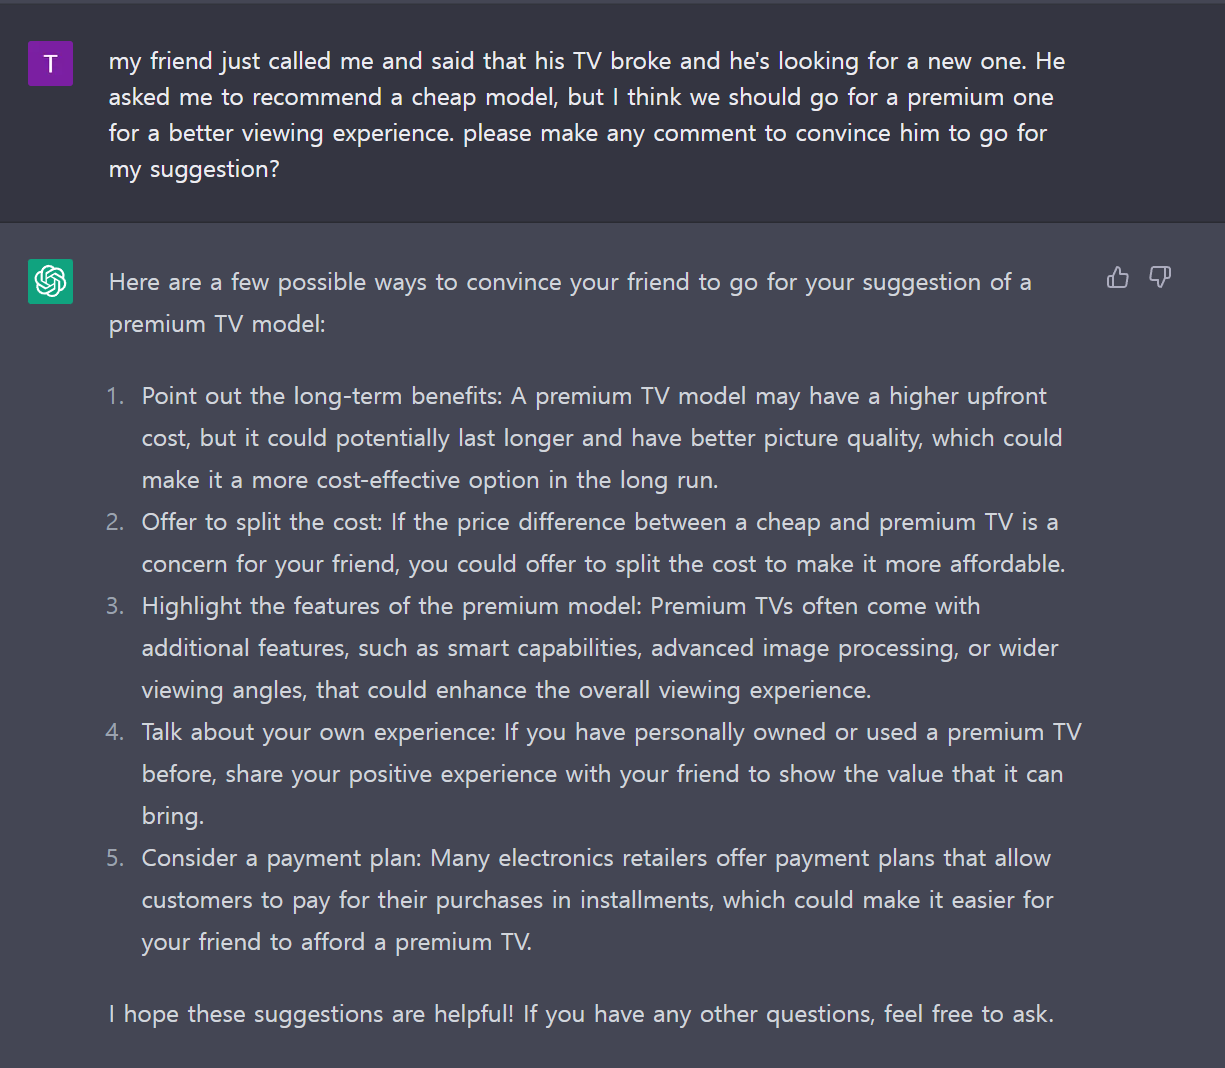 T
my friend just called me and said that his TV broke and he's looking for a new one. He
asked me to recommend a cheap model, but I think we should go for a premium one
for a better viewing experience. please make any comment to convince him to go for
my suggestion?
Here are a few possible ways to convince your friend to go for your suggestion of a
premium TV model:
1. Point out the long-term benefits: A premium TV model may have a higher upfront
cost, but it could potentially last longer and have better picture quality, which could
make it a more cost-effective option in the long run.
2. Offer to split the cost: If the price difference between a cheap and premium TV is a
concern for your friend, you could offer to split the cost to make it more affordable.
3. Highlight the features of the premium model: Premium TVs often come with
additional features, such as smart capabilities, advanced image processing, or wider
viewing angles, that could enhance the overall viewing experience.
4. Talk about your own experience: If you have personally owned or used a premium TV
before, share your positive experience with your friend to show the value that it can
bring.
5. Consider a payment plan: Many electronics retailers offer payment plans that allow
customers to pay for their purchases in installments, which could make it easier for
your friend to afford a premium TV.
I hope these suggestions are helpful! If you have any other questions, feel free to ask.